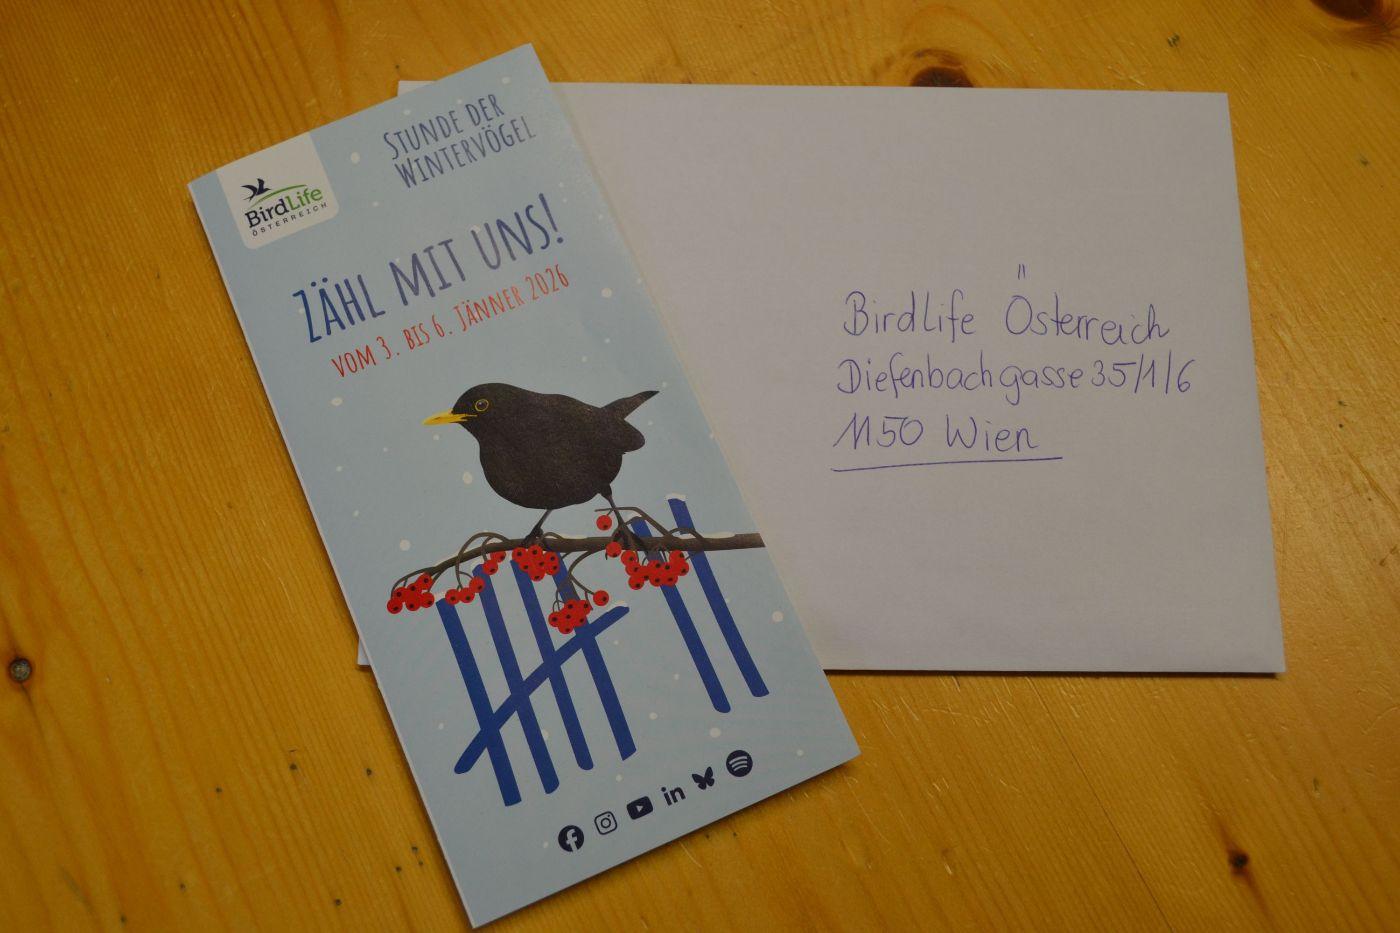 STUNDE DER
WINTERVÖGEL
BirdLife
ÖSTERREICH
ZÄHL MIT UNS!
VOM 3. BIS 6. JÄNNER 2026
in
BirdLife Österreich
Diefenbachgasse 35/1/6
1150 Wien